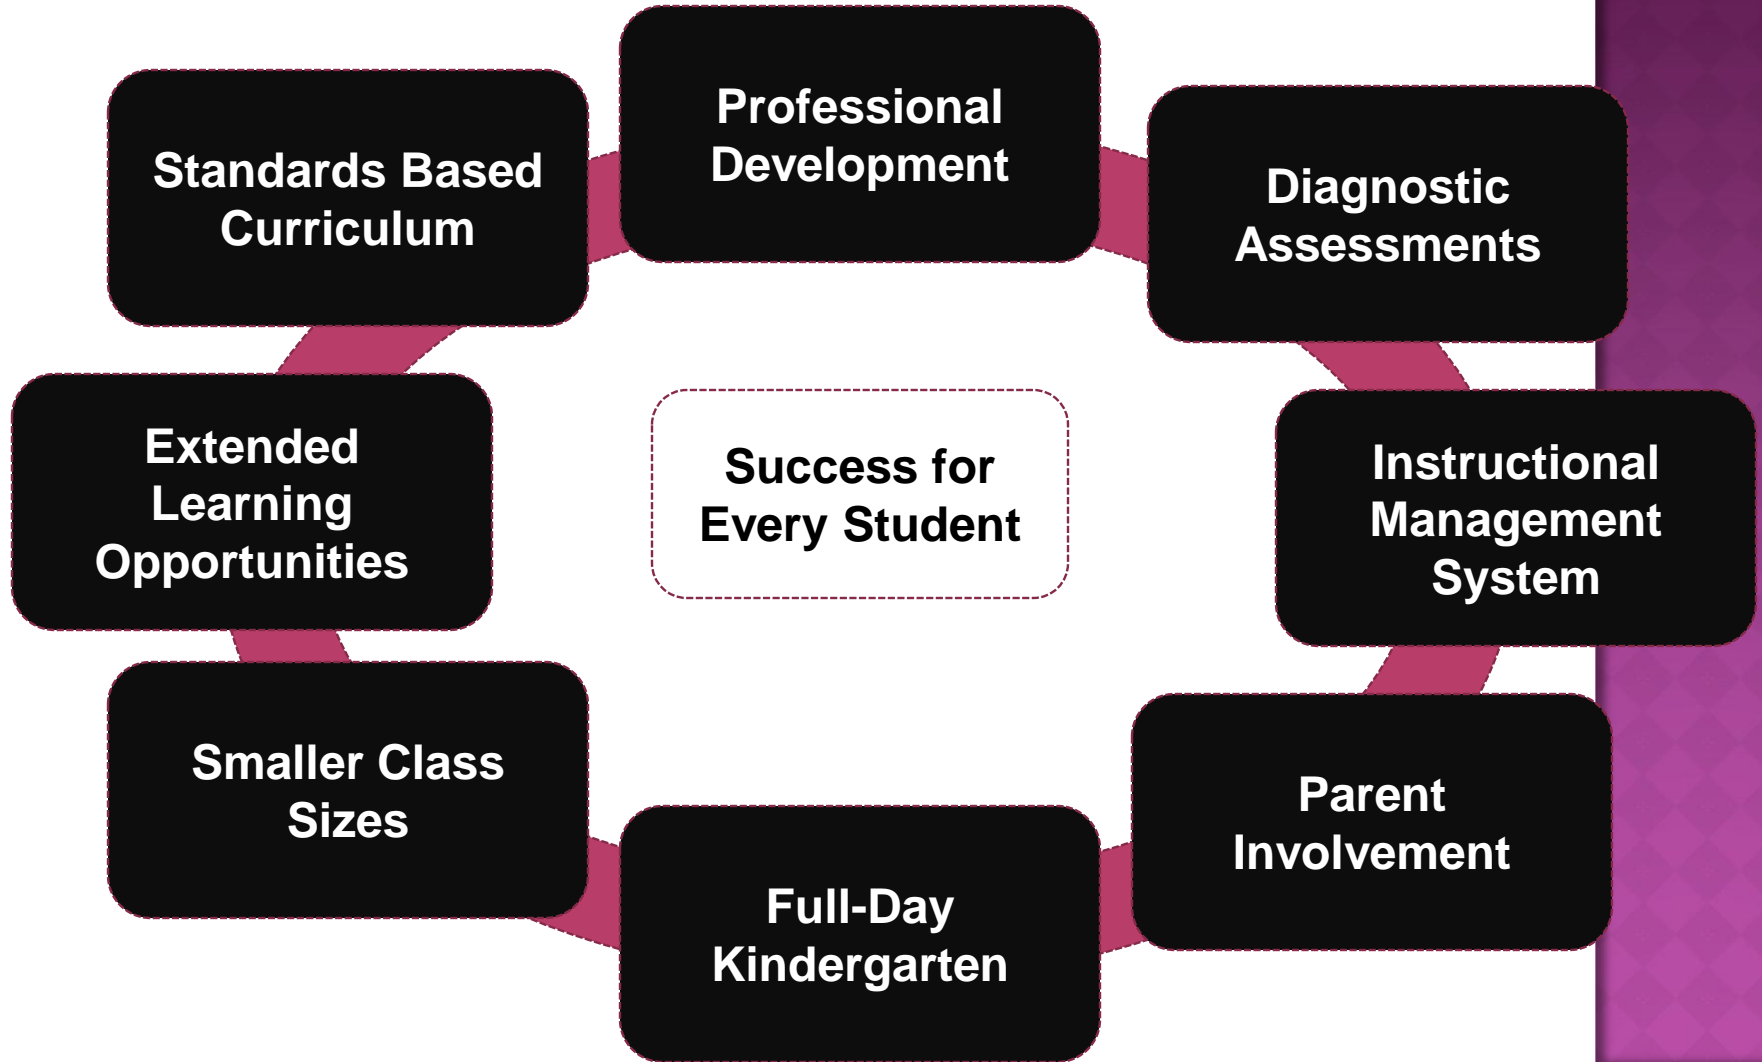 Professional
Development
Standards Based
Curriculum
Diagnostic
Assessments
Extended
Learning
Opportunities
Success for
Every Student
Instructional
Management
System
Smaller Class
Sizes
Parent
Involvement
Full-Day
Kindergarten